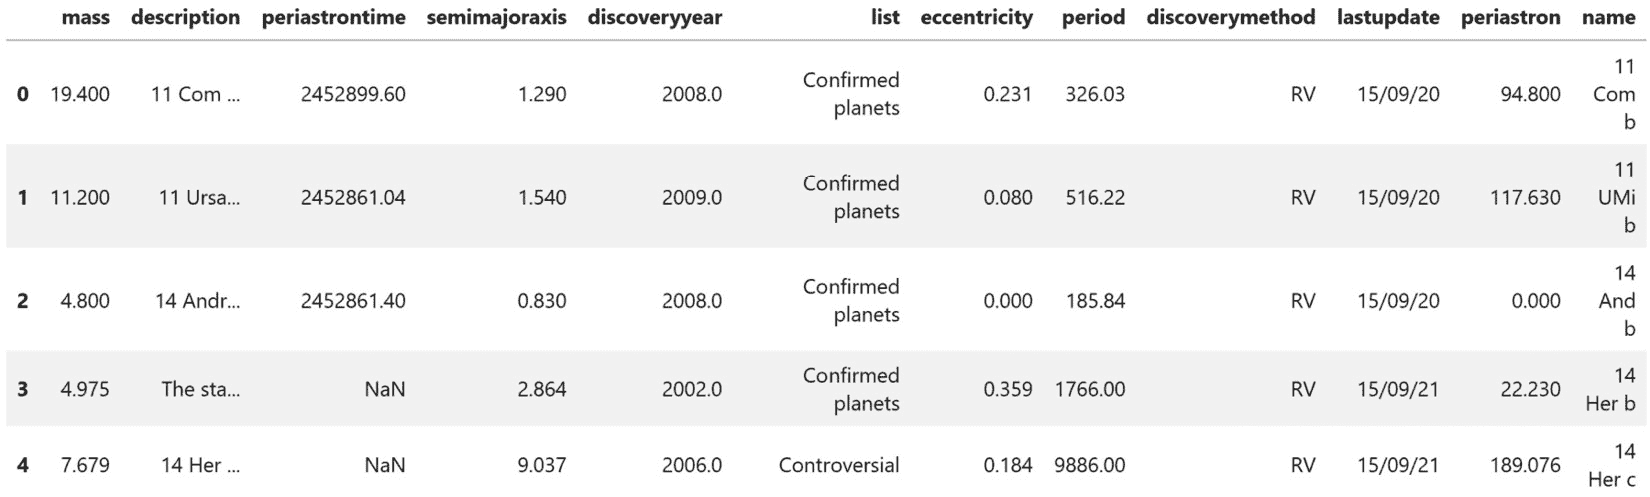 mass description periastrontime semimajoraxis discoveryyear list eccentricity period discoverymethod lastupdate periastron name
0 19.400 11 Com ... 2452899.60 1.290 2008.0 Confirmed planets 0.231 326.03 RV 15/09/20 94.800 11 Com b
1 11.200 11 Ursa... 2452861.04 1.540 2009.0 Confirmed planets 0.080 516.22 RV 15/09/20 117.630 11 UMi b
2 4.800 14 Andr... 2452861.40 0.830 2008.0 Confirmed planets 0.000 185.84 RV 15/09/20 0.000 14 And b
3 4.975 The sta... NaN 2.864 2002.0 Confirmed planets 0.359 1766.00 RV 15/09/21 22.230 14 Her b
4 7.679 14 Her ... NaN 9.037 2006.0 Controversial 0.184 9886.00 RV 15/09/21 189.076 14 Her c